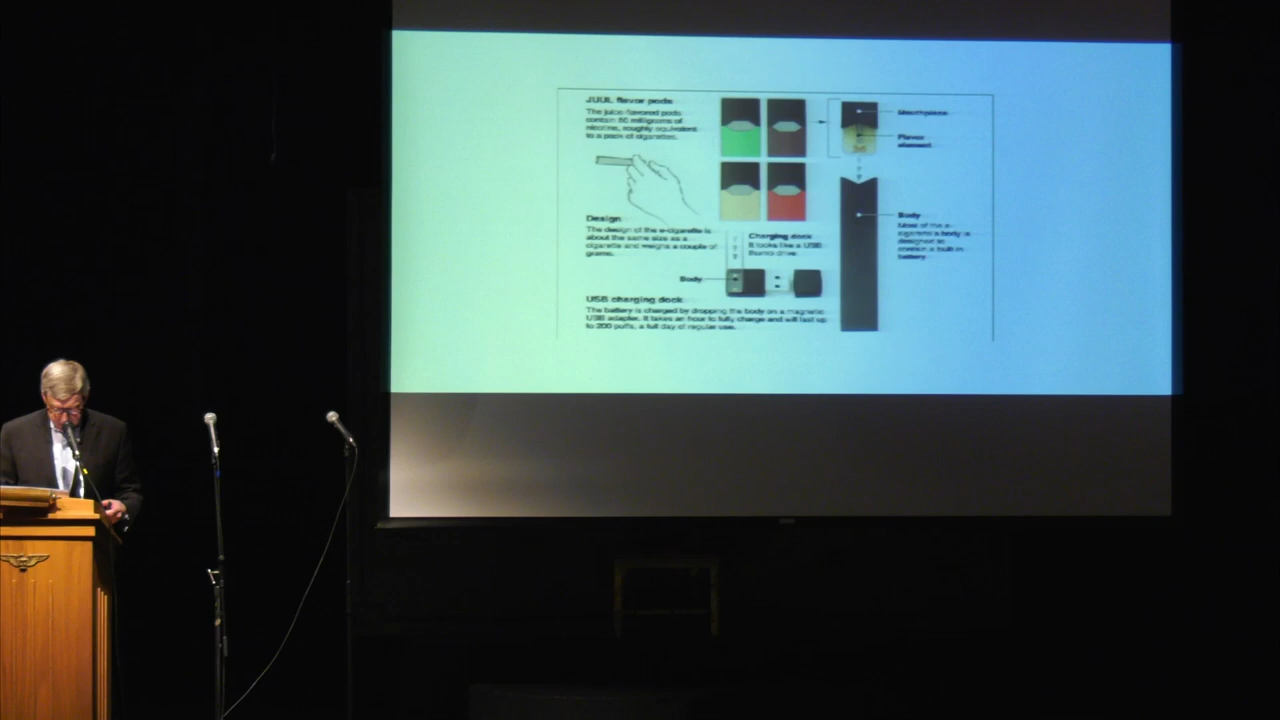 JUUL flavor pods
The juice-flavored pods
contain 50 milligrams of
nicotine, roughly equivalent
to a pack of cigarettes.
Mouthpiece
Flavor
element
Design
The design of the e-cigarette is
about the same size as a
cigarette and weighs a couple of
grams.
Charging dock
It looks like a USB
thumb drive.
Body
Most of the e-
cigarette's body is
designed to
contain a built-in
battery.
Body
USB charging dock
The battery is charged by dropping the body on a magnetic
USB adapter. It takes an hour to fully charge and will last up
to 200 puffs, a full day of regular use.